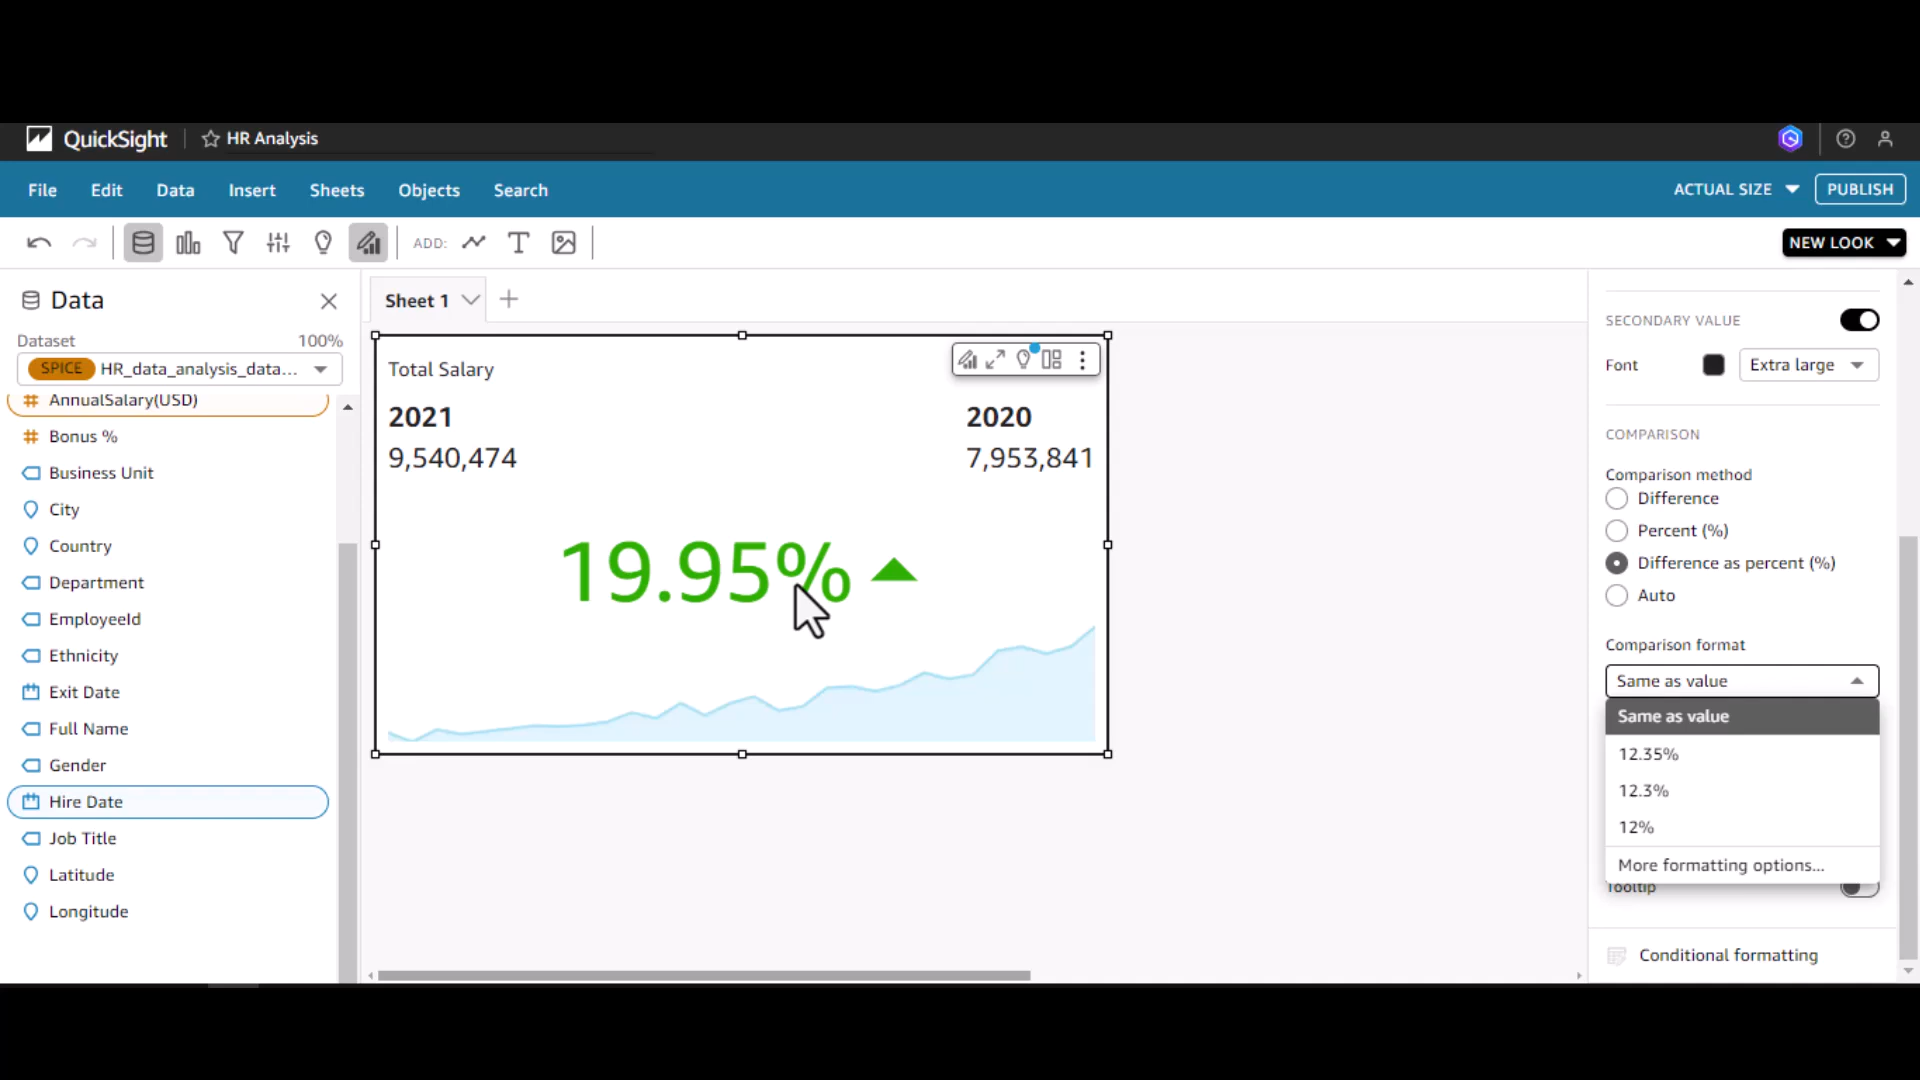 QuickSight
HR Analysis
File Edit Data Insert Sheets Objects Search
ACTUAL SIZE
PUBLISH
ADD:
NEW LOOK
Data
Dataset 100%
SPICE HR_data_analysis_data...
AnnualSalary(USD)
Bonus %
Business Unit
City
Country
Department
EmployeeId
Ethnicity
Exit Date
Full Name
Gender
Hire Date
Job Title
Latitude
Longitude
Sheet 1
Total Salary
2021 2020
9,540,474 7,953,841
19.95%
SECONDARY VALUE
Font Extra large
COMPARISON
Comparison method
Difference
Percent (%)
Difference as percent (%)
Auto
Comparison format
Same as value
Same as value
12.35%
12.3%
12%
More formatting options...
Tooltip
Conditional formatting